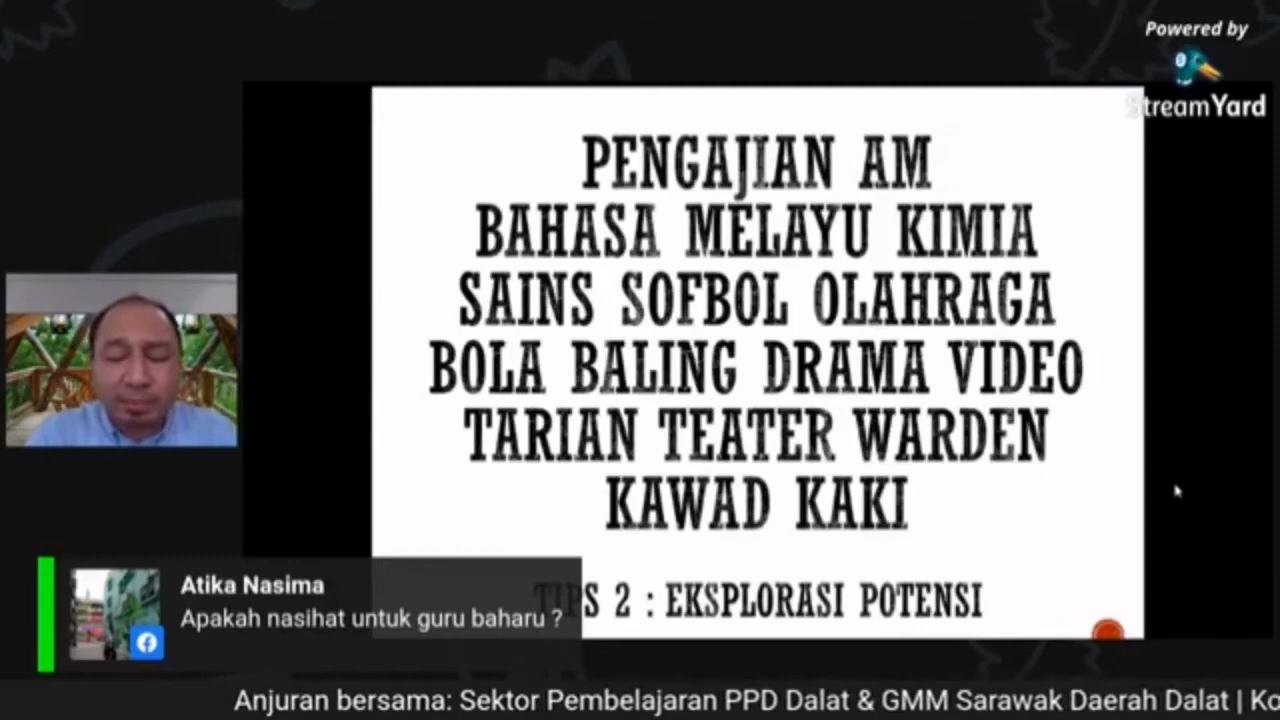 Powered by
StreamYard
PENGAJIAN AM
BAHASA MELAYU KIMIA
SAINS SOFBOL OLAHRAGA
BOLA BALING DRAMA VIDEO
TARIAN TEATER WARDEN
KAWAD KAKI
TIPS 2 : EKSPLORASI POTENSI
Atika Nasima
Apakah nasihat untuk guru baharu ?
Anjuran bersama: Sektor Pembelajaran PPD Dalat & GMM Sarawak Daerah Dalat | Ko